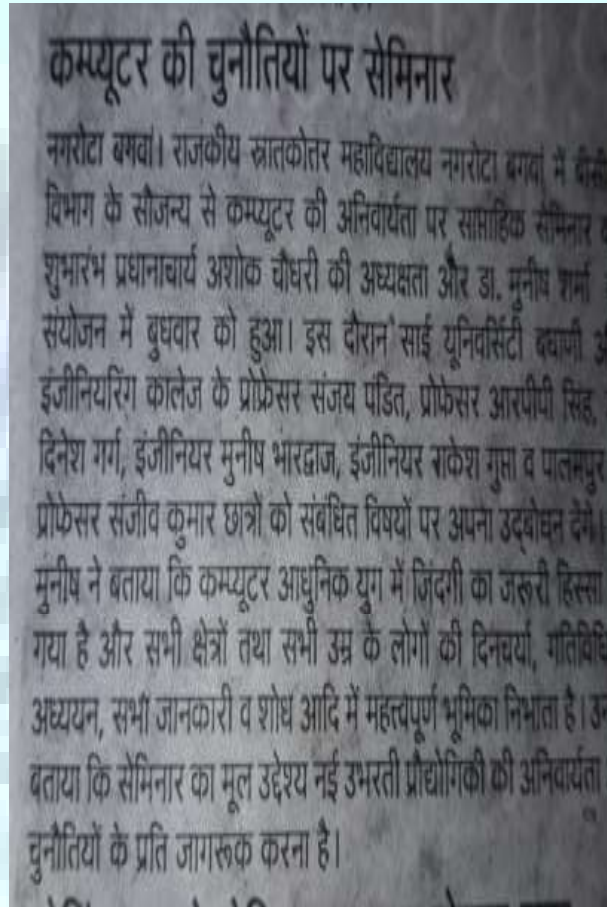 कम्प्यूटर की चुनौतियों पर सेमिनार
नगरोटा बगवां। राजकीय स्नातकोतर महाविद्यालय नगरोटा बगवां में
विभाग के सौजन्य से कम्प्यूटर की अनिवार्यता पर साप्ताहिक सेमिनार
शुभारंभ प्रधानाचार्य अशोक चौधरी की अध्यक्षता और डा. मुनीष शर्मा
संयोजन में बुधवार को हुआ। इस दौरान साई यूनिवर्सिटी
इंजीनियरिंग कालेज के प्रोफ़ेसर संजय पंडित, प्रोफेसर आरपीपी सिंह,
दिनेश गर्ग, इंजीनियर मुनीष भारद्वाज, इंजीनियर राकेश गुप्ता व पालमपुर
प्रोफेसर संजीव कुमार छात्रों को संबंधित विषयों पर अपना उद्बोधन देंगे।
मुनीष ने बताया कि कम्प्यूटर आधुनिक युग में जिंदगी का जरूरी हिस्सा
गया है और सभी क्षेत्रों तथा सभी उम्र के लोगों की दिनचर्या,
अध्ययन, सभी जानकारी व शोध आदि में महत्त्वपूर्ण भूमिका निभाता है।
बताया कि सेमिनार का मूल उद्देश्य नई उभरती प्रौद्योगिकी की अनिवार्यता
चुनौतियों के प्रति जागरूक करना है।